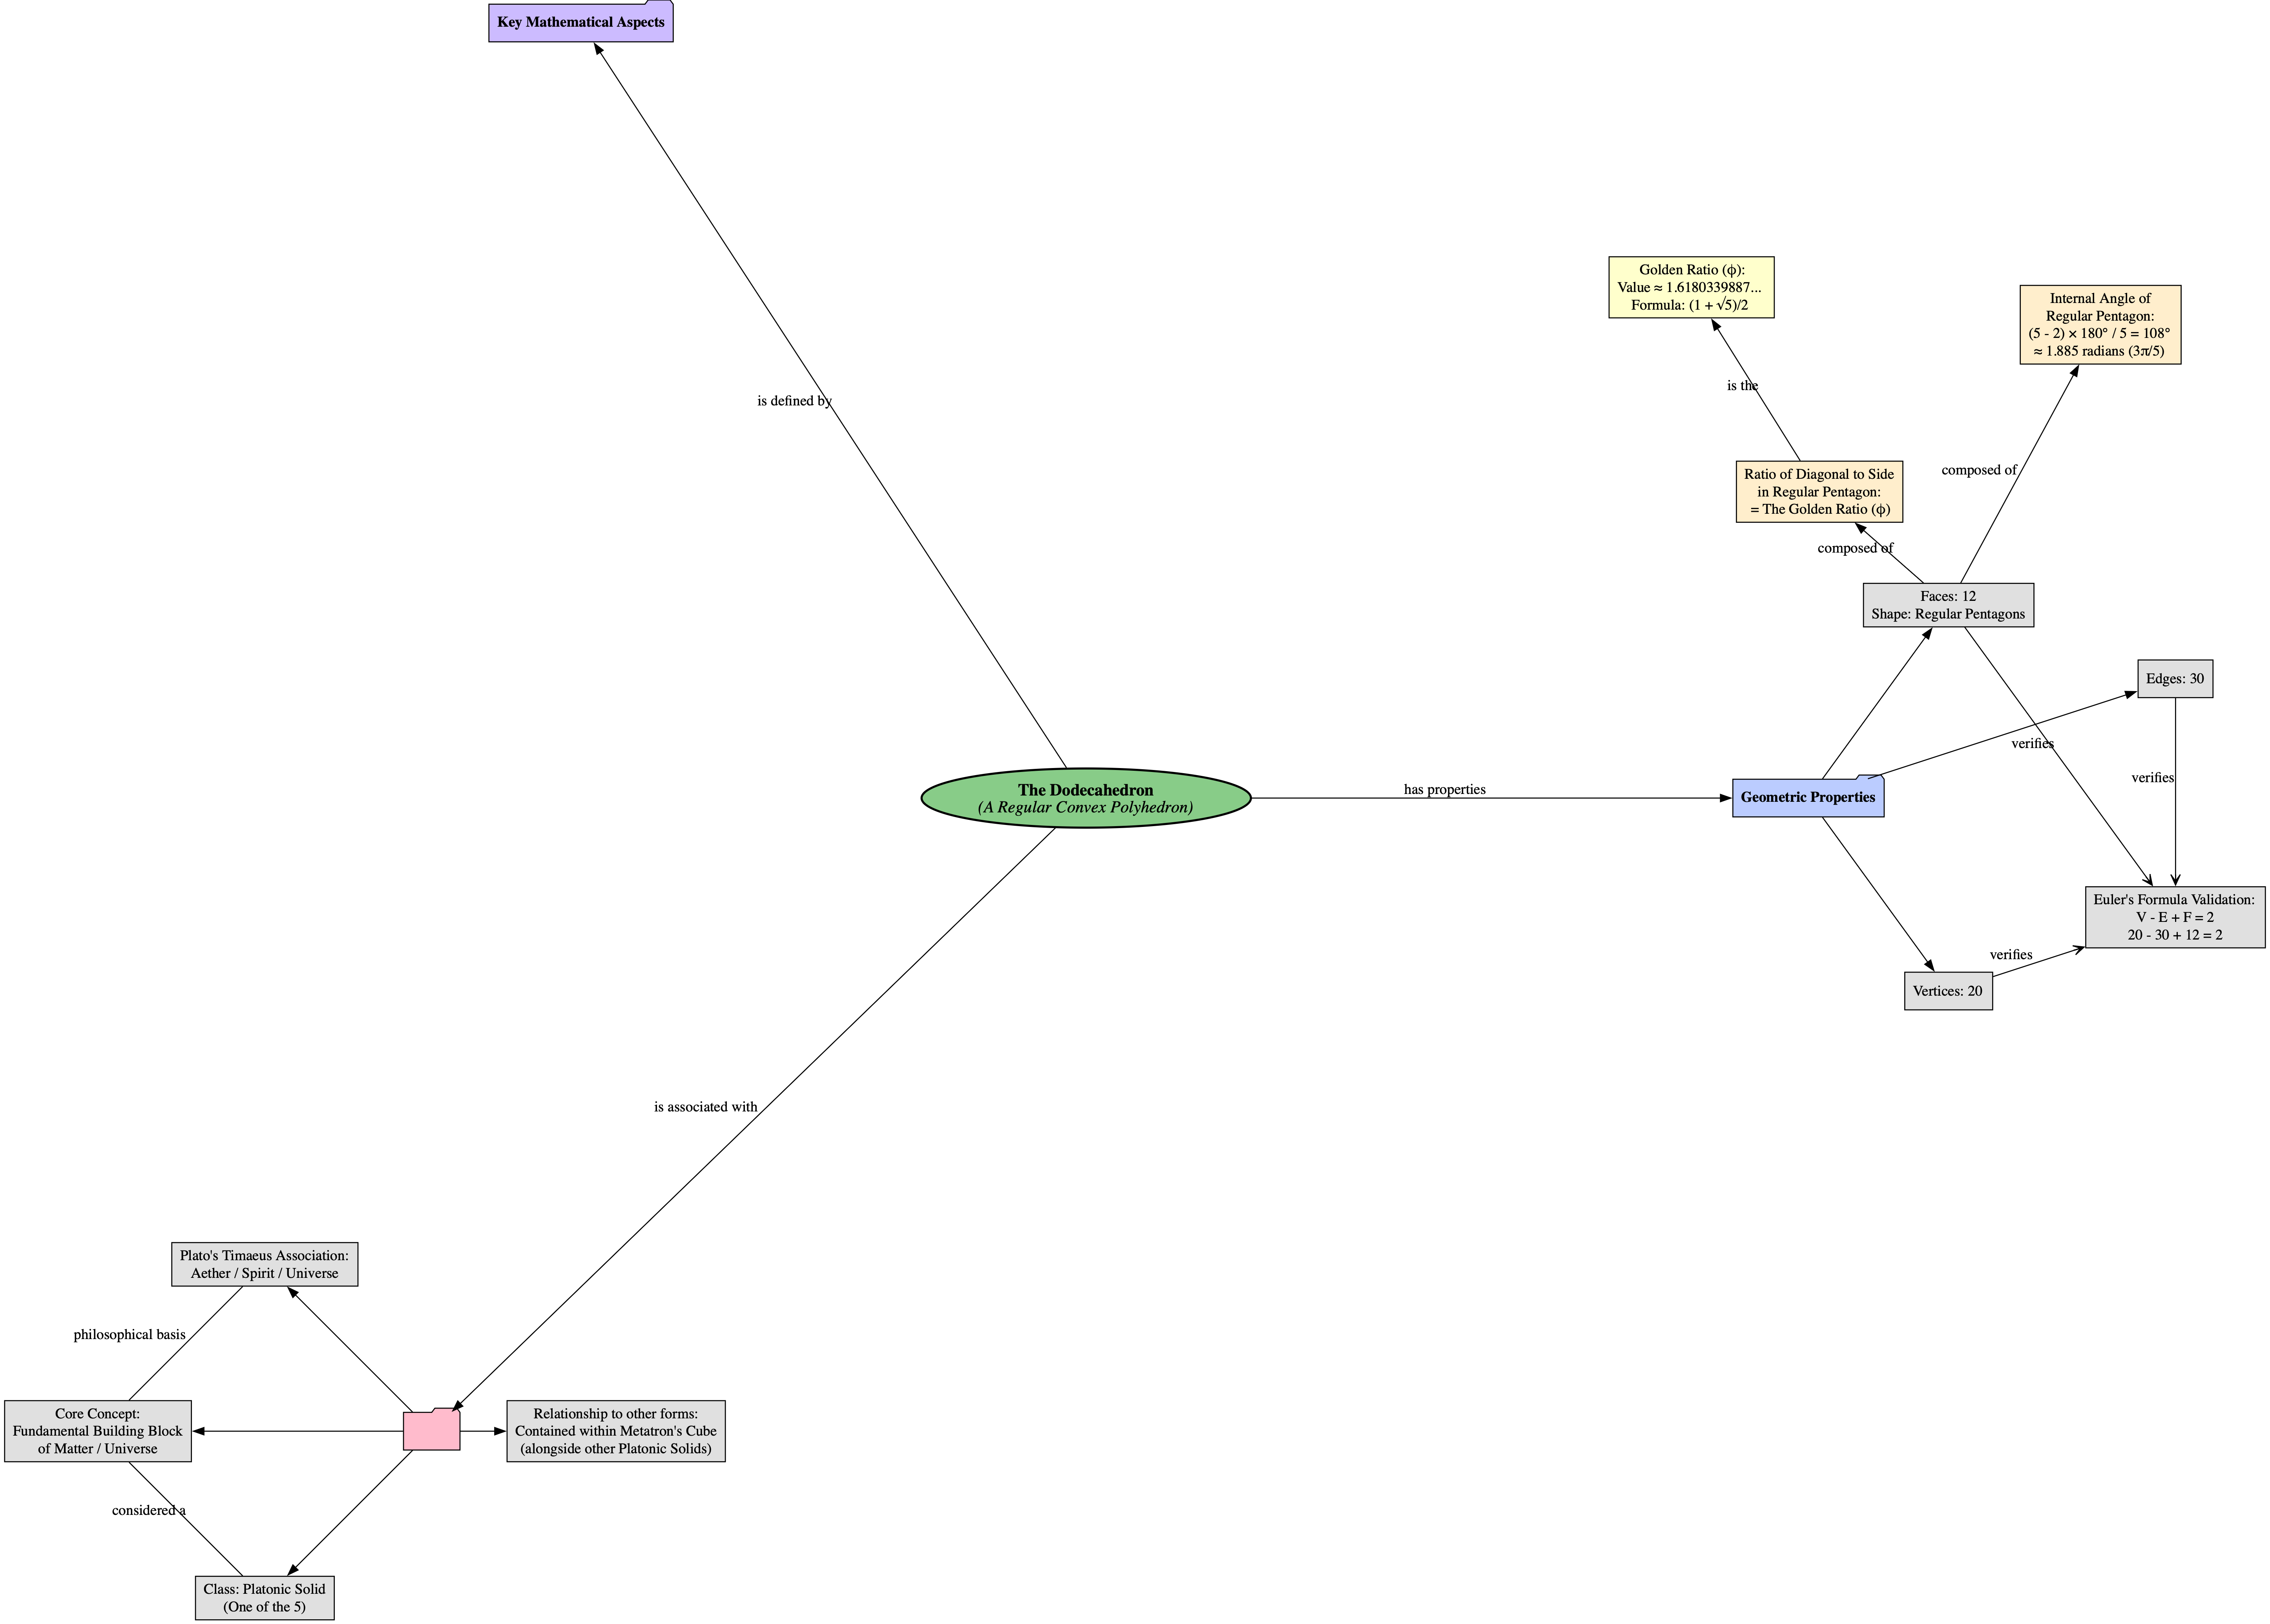 Key Mathematical Aspects
Golden Ratio (ϕ):
Value ≈ 1.6180339887...
Formula: (1 + √5)/2
Internal Angle of
Regular Pentagon:
(5 - 2) × 180° / 5 = 108°
≈ 1.885 radians (3π/5)
is the
is defined by
composed of
Ratio of Diagonal to Side
in Regular Pentagon:
= The Golden Ratio (ϕ)
composed of
Faces: 12
Shape: Regular Pentagons
Edges: 30
verifies
verifies
The Dodecahedron
(A Regular Convex Polyhedron)
has properties
Geometric Properties
Euler's Formula Validation:
V - E + F = 2
20 - 30 + 12 = 2
verifies
Vertices: 20
is associated with
Plato's Timaeus Association:
Aether / Spirit / Universe
philosophical basis
Core Concept:
Fundamental Building Block
of Matter / Universe
Relationship to other forms:
Contained within Metatron's Cube
(alongside other Platonic Solids)
considered a
Class: Platonic Solid
(One of the 5)